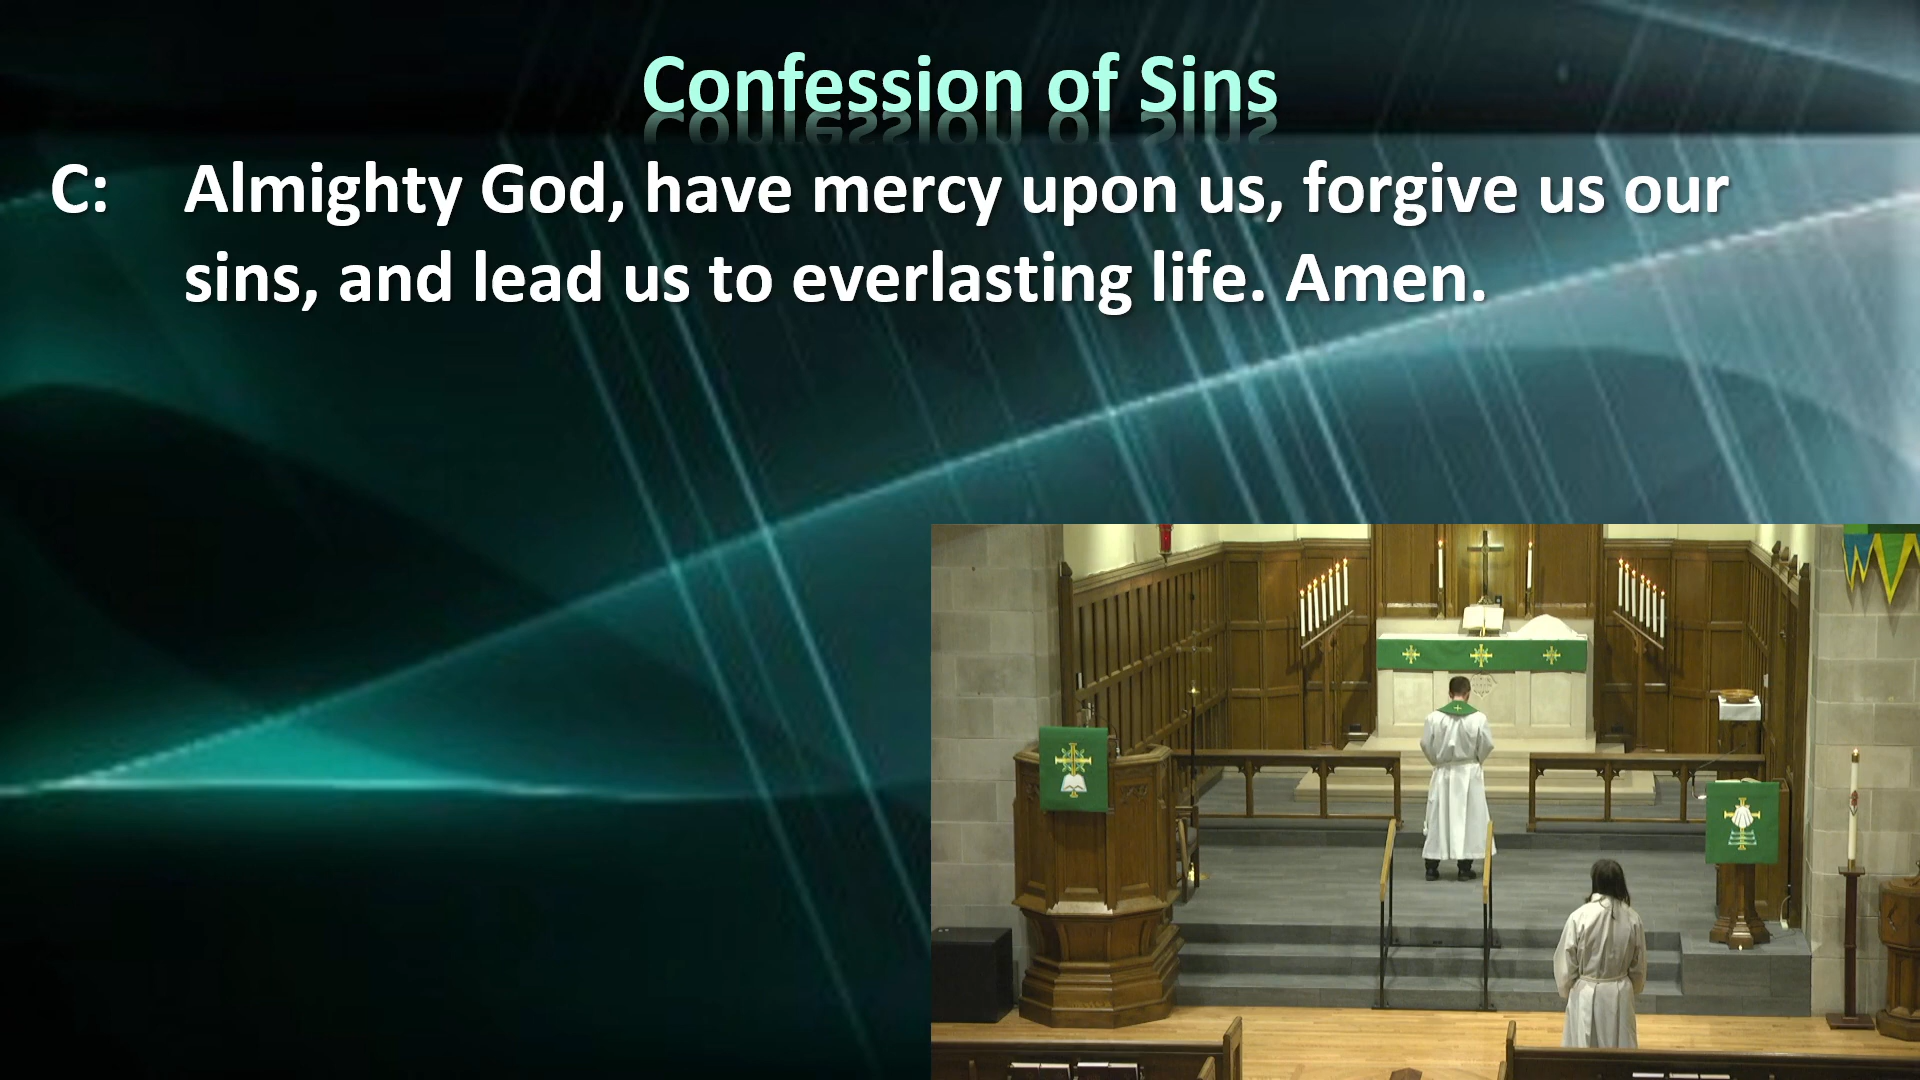 Confession of Sins
C: Almighty God, have mercy upon us, forgive us our
sins, and lead us to everlasting life. Amen.